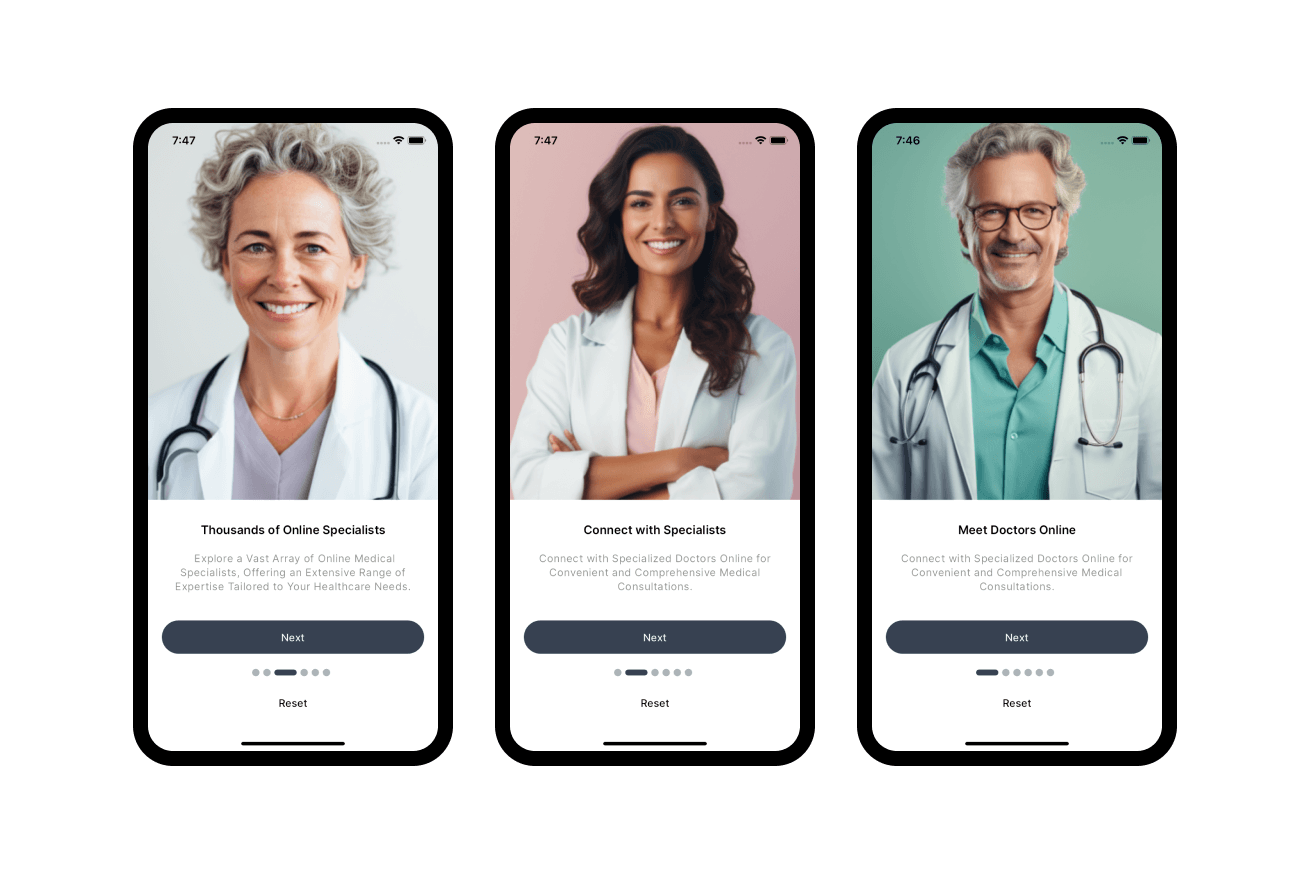 7:47
Thousands of Online Specialists
Explore a Vast Array of Online Medical
Specialists, Offering an Extensive Range of
Expertise Tailored to Your Healthcare Needs.
Next
Reset
7:47
Connect with Specialists
Connect with Specialized Doctors Online for
Convenient and Comprehensive Medical
Consultations.
Next
Reset
7:46
Meet Doctors Online
Connect with Specialized Doctors Online for
Convenient and Comprehensive Medical
Consultations.
Next
Reset